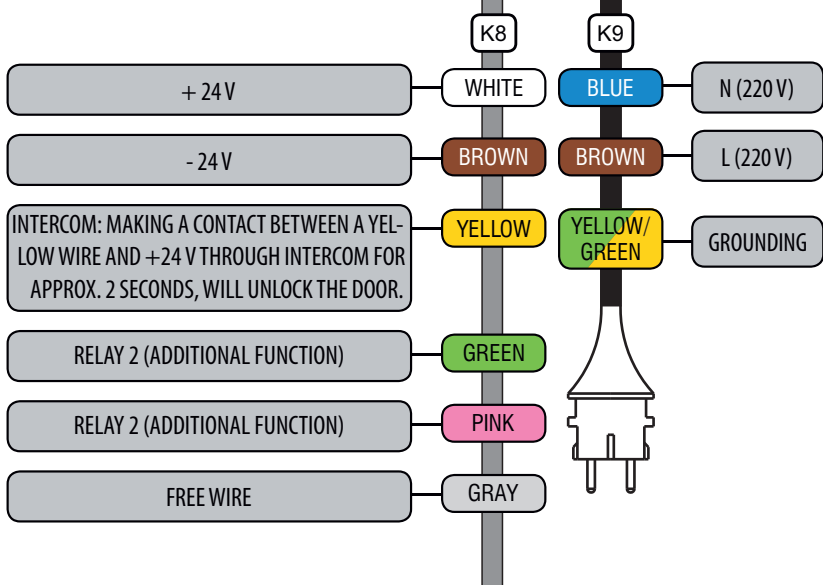 K8 K9
+ 24 V WHITE BLUE N (220 V)
- 24 V BROWN BROWN L (220 V)
INTERCOM: MAKING A CONTACT BETWEEN A YEL-
LOW WIRE AND +24 V THROUGH INTERCOM FOR
APPROX. 2 SECONDS, WILL UNLOCK THE DOOR.
YELLOW
YELLOW/
GREEN
GROUNDING
RELAY 2 (ADDITIONAL FUNCTION) GREEN
RELAY 2 (ADDITIONAL FUNCTION) PINK
FREE WIRE GRAY